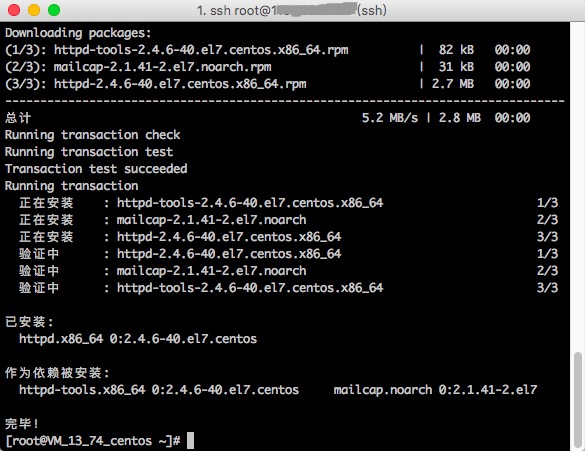 1. ssh root@1 (ssh)
Downloading packages:
(1/3): httpd-tools-2.4.6-40.el7.centos.x86_64.rpm | 82 kB 00:00
(2/3): mailcap-2.1.41-2.el7.noarch.rpm | 31 kB 00:00
(3/3): httpd-2.4.6-40.el7.centos.x86_64.rpm | 2.7 MB 00:00
--------------------------------------------------------------------------------
总计 5.2 MB/s | 2.8 MB 00:00
Running transaction check
Running transaction test
Transaction test succeeded
Running transaction
正在安装 : httpd-tools-2.4.6-40.el7.centos.x86_64 1/3
正在安装 : mailcap-2.1.41-2.el7.noarch 2/3
正在安装 : httpd-2.4.6-40.el7.centos.x86_64 3/3
验证中 : httpd-2.4.6-40.el7.centos.x86_64 1/3
验证中 : mailcap-2.1.41-2.el7.noarch 2/3
验证中 : httpd-tools-2.4.6-40.el7.centos.x86_64 3/3
已安装:
httpd.x86_64 0:2.4.6-40.el7.centos
作为依赖被安装:
httpd-tools.x86_64 0:2.4.6-40.el7.centos mailcap.noarch 0:2.1.41-2.el7
完毕!
[root@VM_13_74_centos ~]#